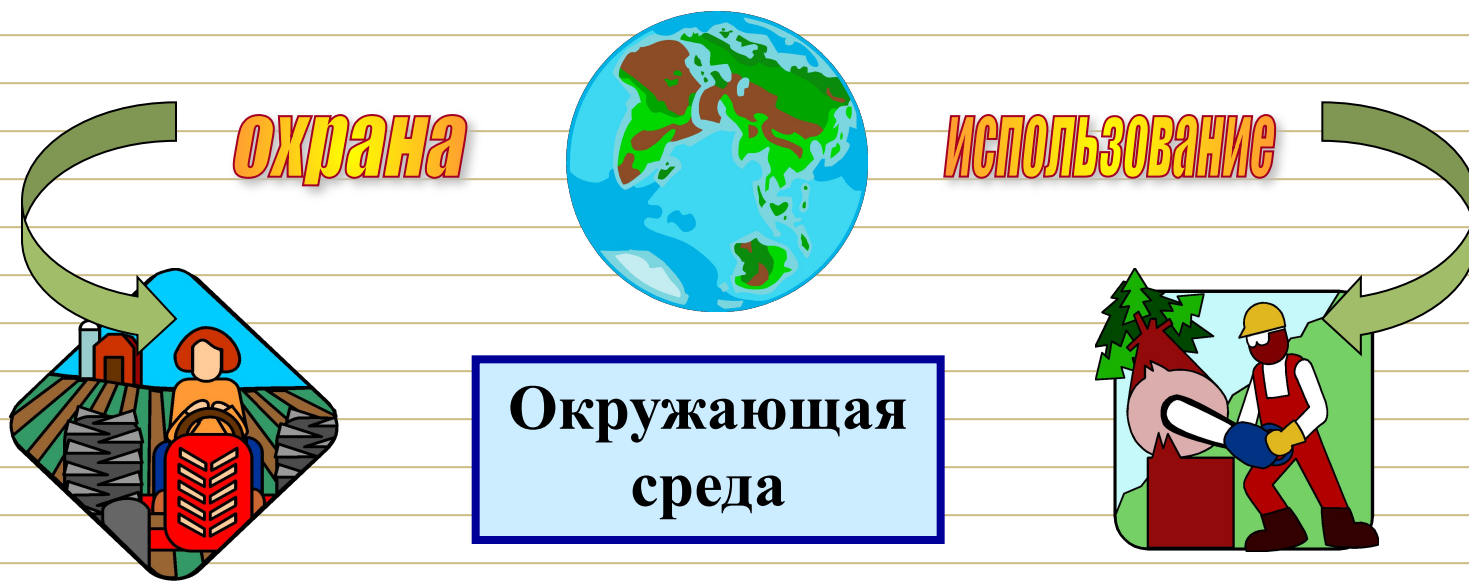 охрана
использование
Окружающая
среда